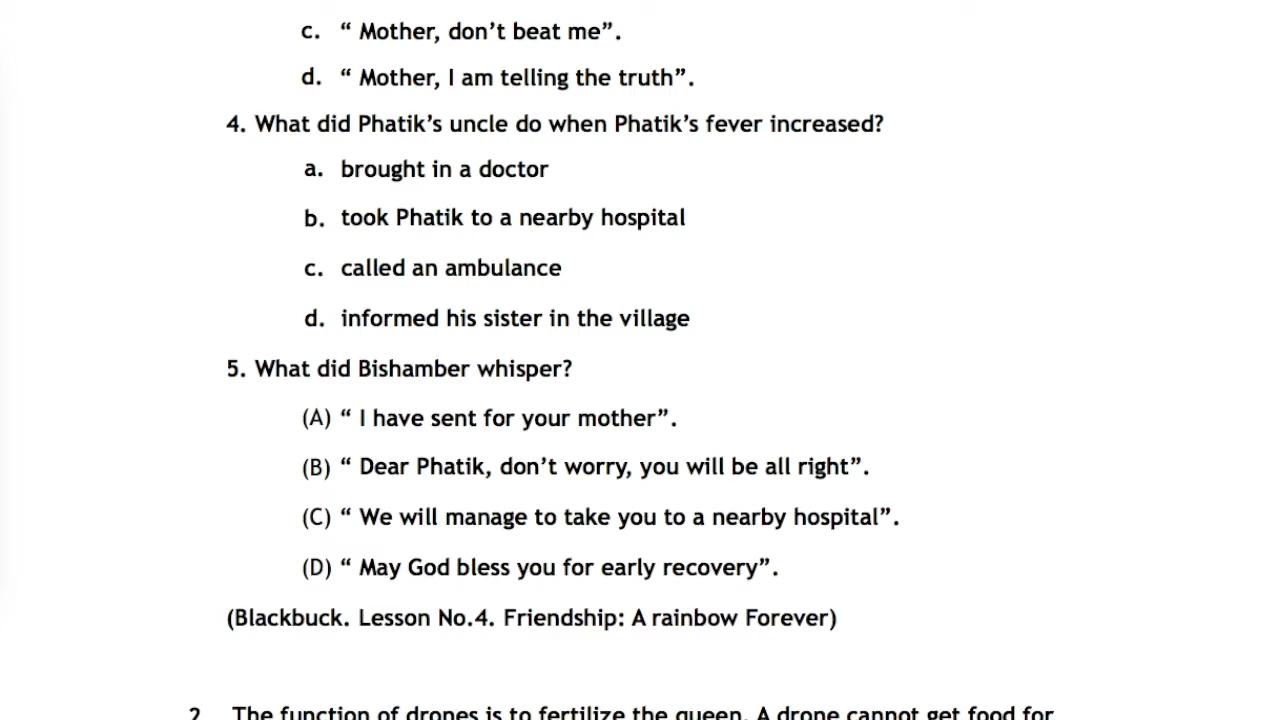 c. “ Mother, don’t beat me”.
d. “ Mother, I am telling the truth”.
4. What did Phatik’s uncle do when Phatik’s fever increased?
a. brought in a doctor
b. took Phatik to a nearby hospital
c. called an ambulance
d. informed his sister in the village
5. What did Bishamber whisper?
(A) “ I have sent for your mother”.
(B) “ Dear Phatik, don’t worry, you will be all right”.
(C) “ We will manage to take you to a nearby hospital”.
(D) “ May God bless you for early recovery”.
(Blackbuck. Lesson No.4. Friendship: A rainbow Forever)
2 The function of drones is to fertilize the queen. A drone cannot get food for